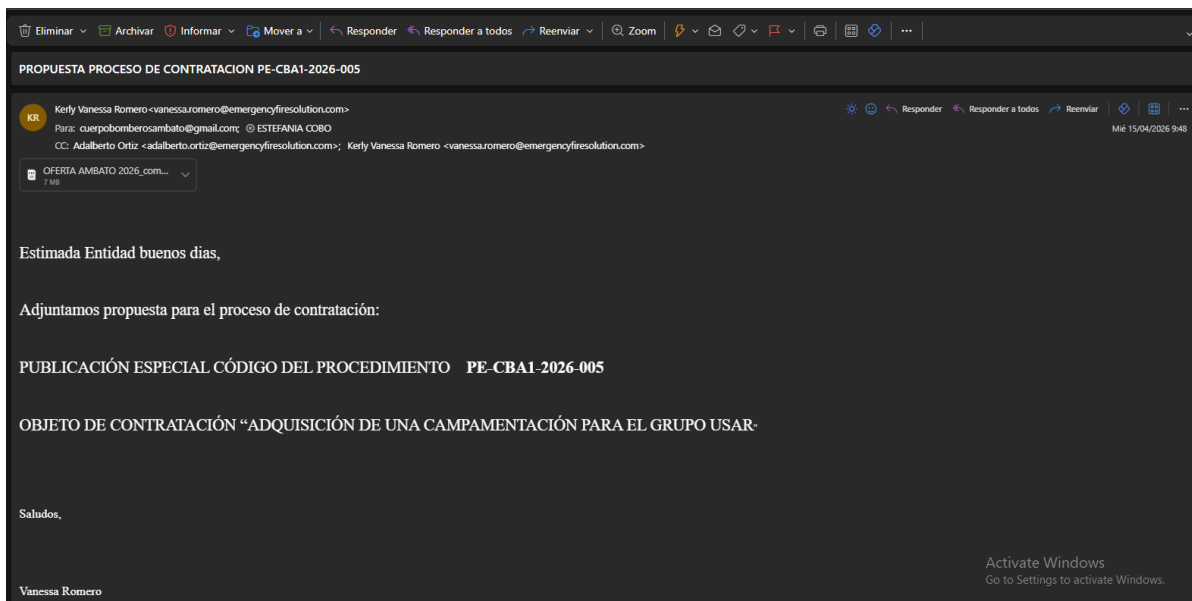 Eliminar Archivar Informar Mover a Responder Responder a todos Reenviar Zoom
PROPUESTA PROCESO DE CONTRATACION PE-CBA1-2026-005
KR
Kerly Vanessa Romero<vanessa.romero@emergencyfiresolution.com>
Responder Responder a todos Reenviar
Para: cuerpobomberosambato@gmail.com; ESTEFANIA COBO
Mié 15/04/2026 9:48
CC: Adalberto Ortiz <adalberto.ortiz@emergencyfiresolution.com>; Kerly Vanessa Romero <vanessa.romero@emergencyfiresolution.com>
OFERTA AMBATO 2026_com...
7 MB
Estimada Entidad buenos dias,
Adjuntamos propuesta para el proceso de contratación:
PUBLICACIÓN ESPECIAL CÓDIGO DEL PROCEDIMIENTO PE-CBA1-2026-005
OBJETO DE CONTRATACIÓN “ADQUISICIÓN DE UNA CAMPAMENTACIÓN PARA EL GRUPO USAR”
Saludos,
Activate Windows
Go to Settings to activate Windows.
Vanessa Romero